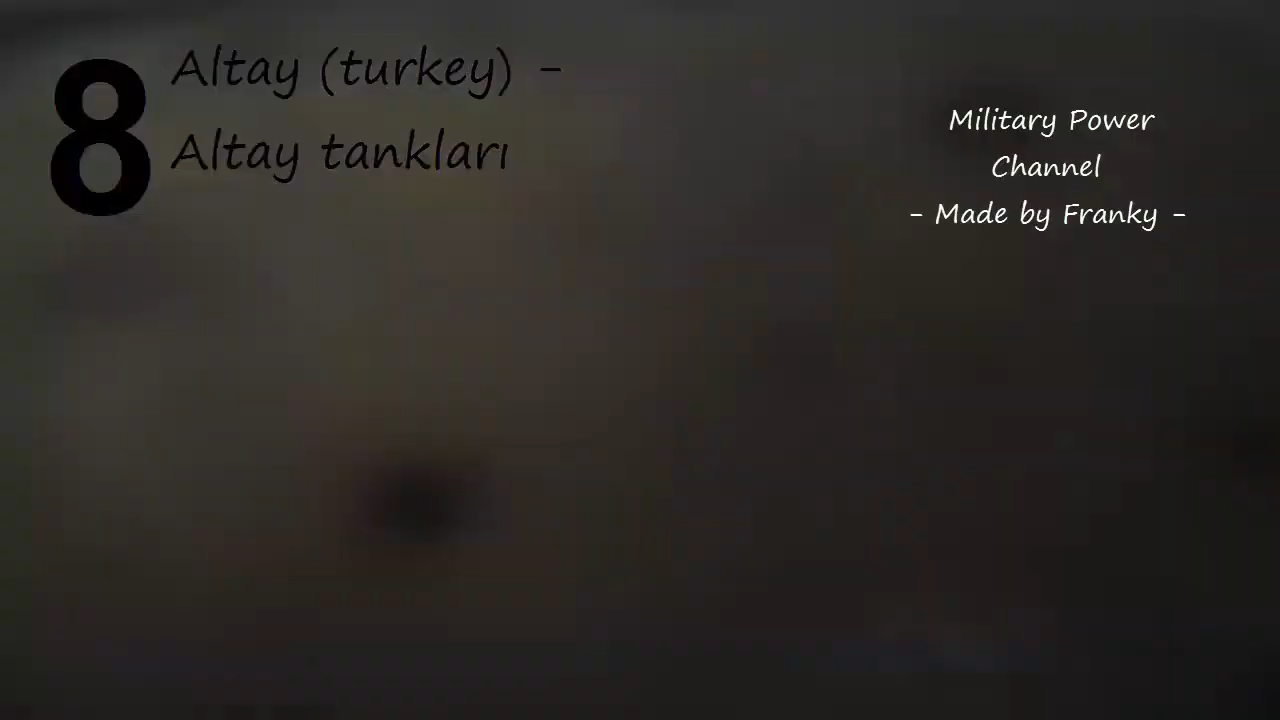 8
Altay (turkey) -
Altay tankları
Military Power
Channel
- Made by Franky -